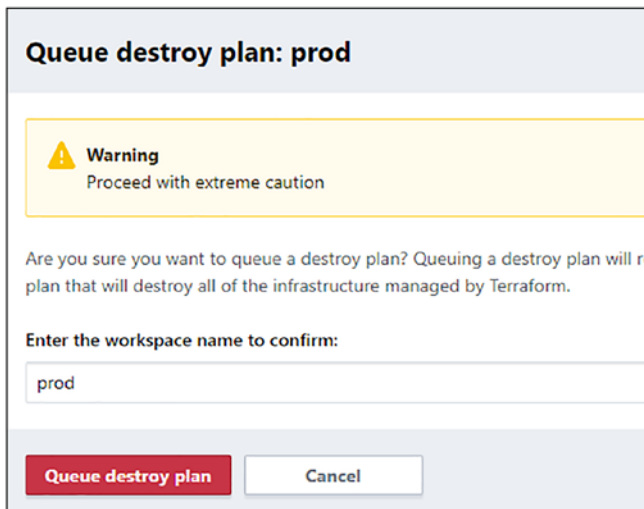 Queue destroy plan: prod
Warning
Proceed with extreme caution
Are you sure you want to queue a destroy plan? Queuing a destroy plan will
plan that will destroy all of the infrastructure managed by Terraform.
Enter the workspace name to confirm:
prod
Queue destroy plan
Cancel